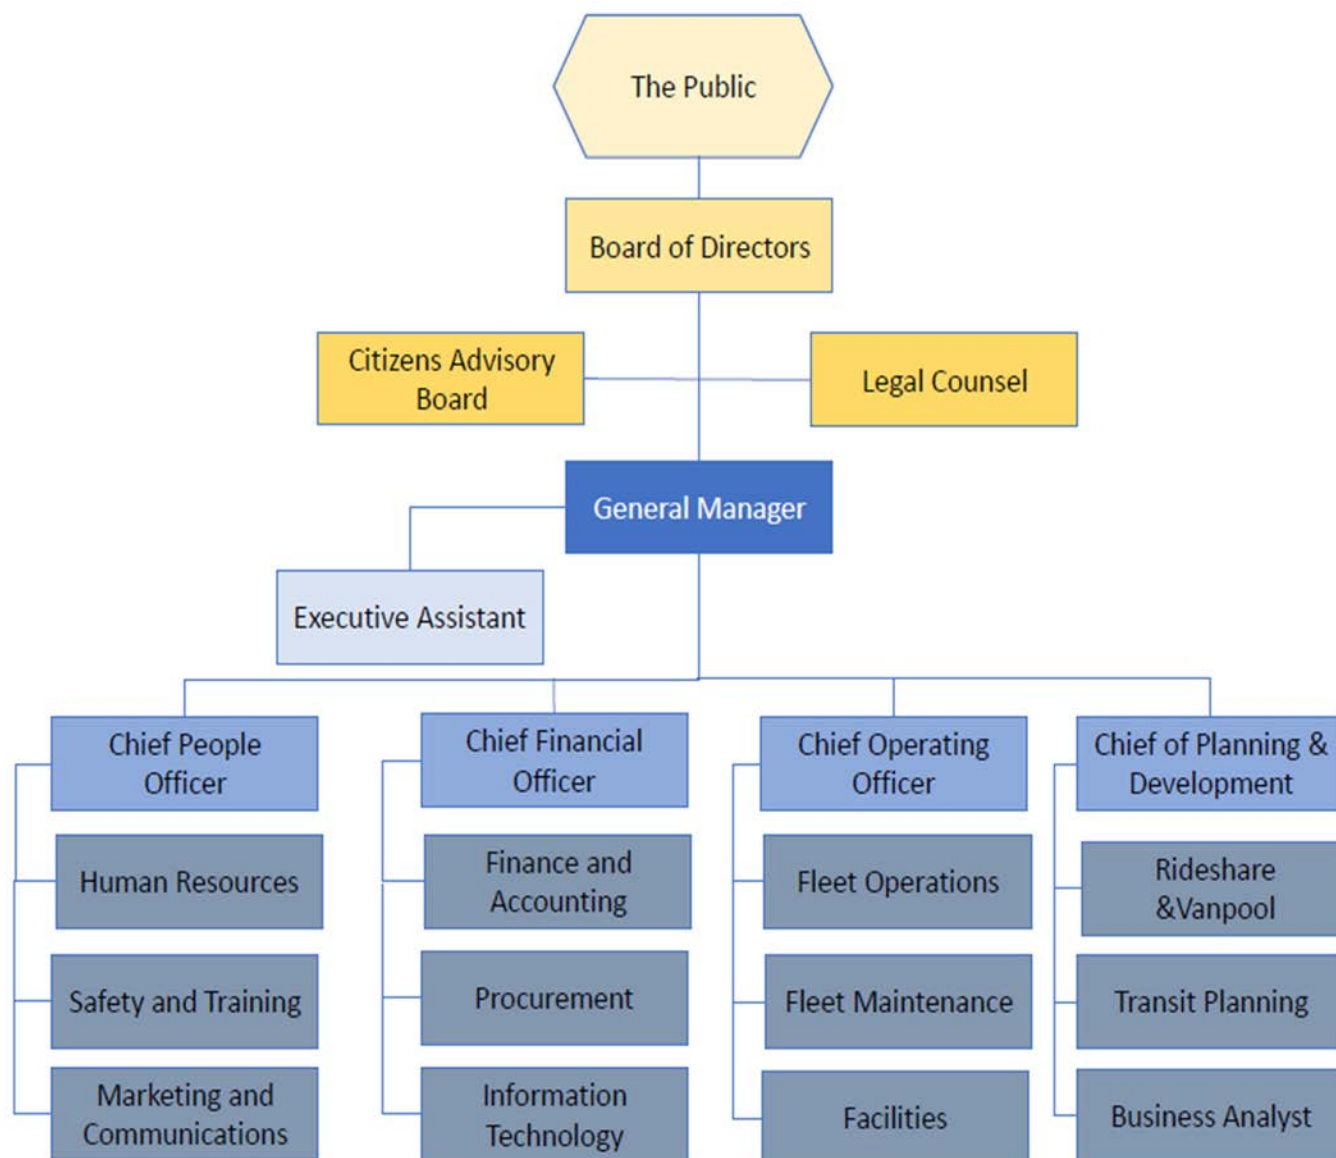 The Public
Board of Directors
Citizens Advisory
Board
Legal Counsel
General Manager
Executive Assistant
Chief People
Officer
Chief Financial
Officer
Chief Operating
Officer
Chief of Planning &
Development
Human Resources
Finance and
Accounting
Fleet Operations
Rideshare
&Vanpool
Safety and Training
Procurement
Fleet Maintenance
Transit Planning
Marketing and
Communications
Information
Technology
Facilities
Business Analyst